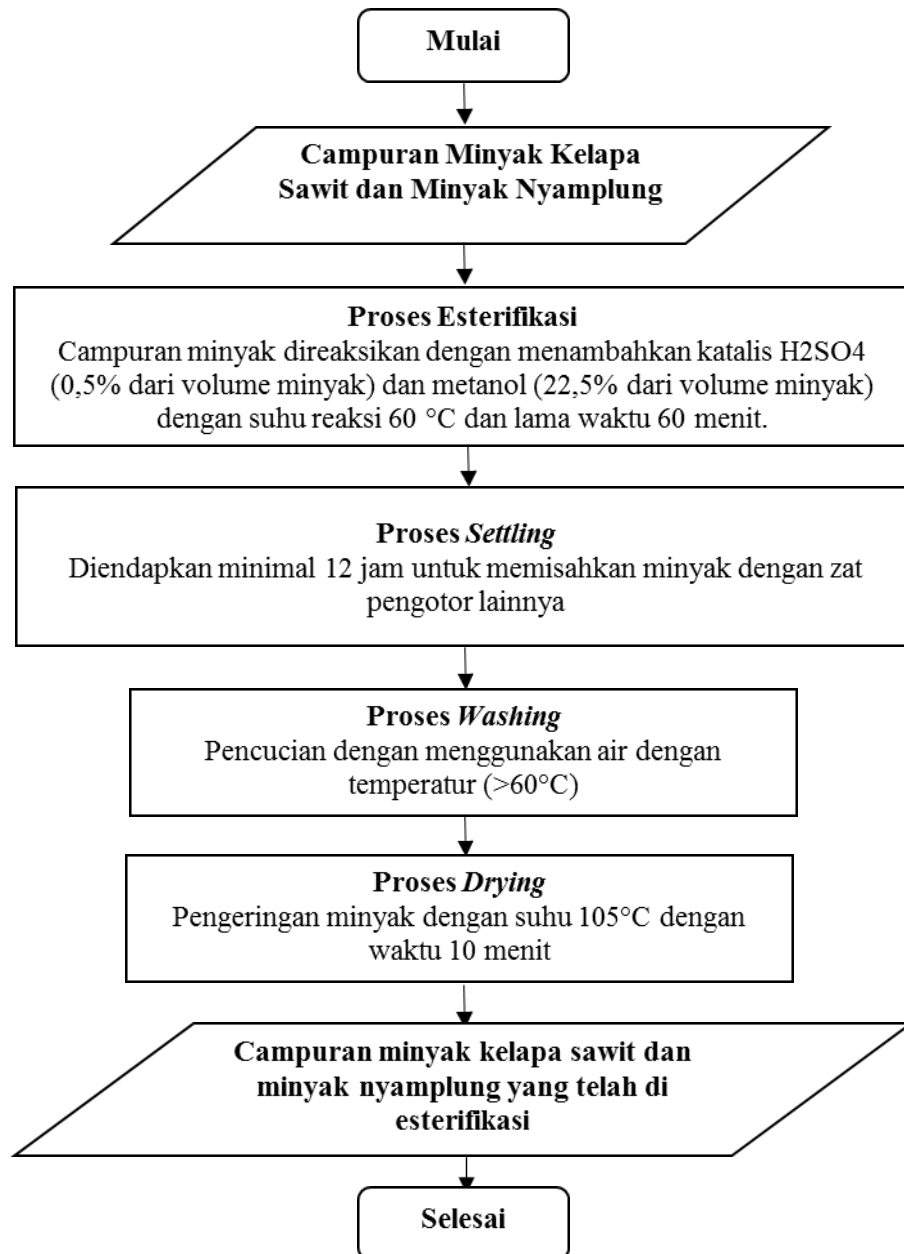 Mulai
Campuran Minyak Kelapa
Sawit dan Minyak Nyamplung
Proses Esterifikasi
Campuran minyak direaksikan dengan menambahkan katalis H2SO4
(0,5% dari volume minyak) dan metanol (22,5% dari volume minyak)
dengan suhu reaksi 60 °C dan lama waktu 60 menit.
Proses Settling
Diendapkan minimal 12 jam untuk memisahkan minyak dengan zat
pengotor lainnya
Proses Washing
Pencucian dengan menggunakan air dengan
temperatur (>60°C)
Proses Drying
Pengeringan minyak dengan suhu 105°C dengan
waktu 10 menit
Campuran minyak kelapa sawit dan
minyak nyamplung yang telah di
esterifikasi
Selesai